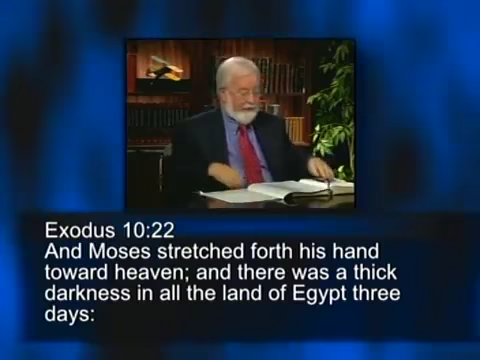 Exodus 10:22
And Moses stretched forth his hand
toward heaven; and there was a thick
darkness in all the land of Egypt three
days: